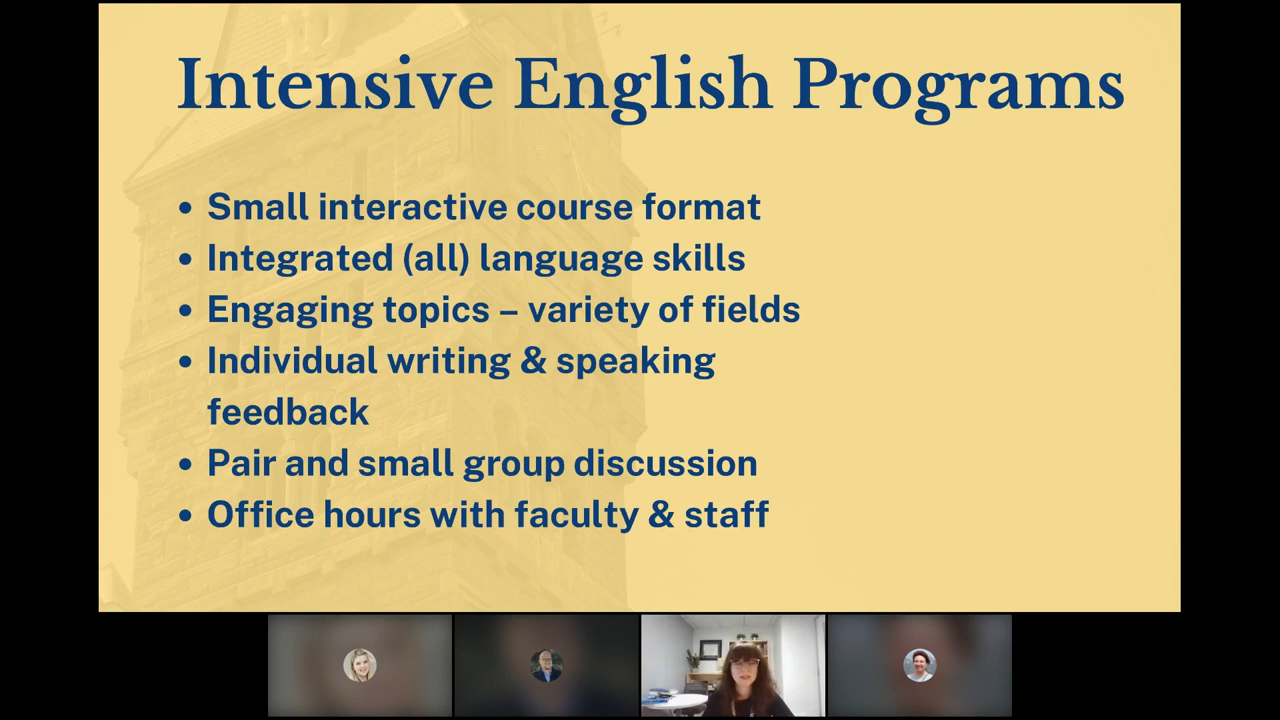 Intensive English Programs
• Small interactive course format
• Integrated (all) language skills
• Engaging topics – variety of fields
• Individual writing & speaking
feedback
• Pair and small group discussion
• Office hours with faculty & staff